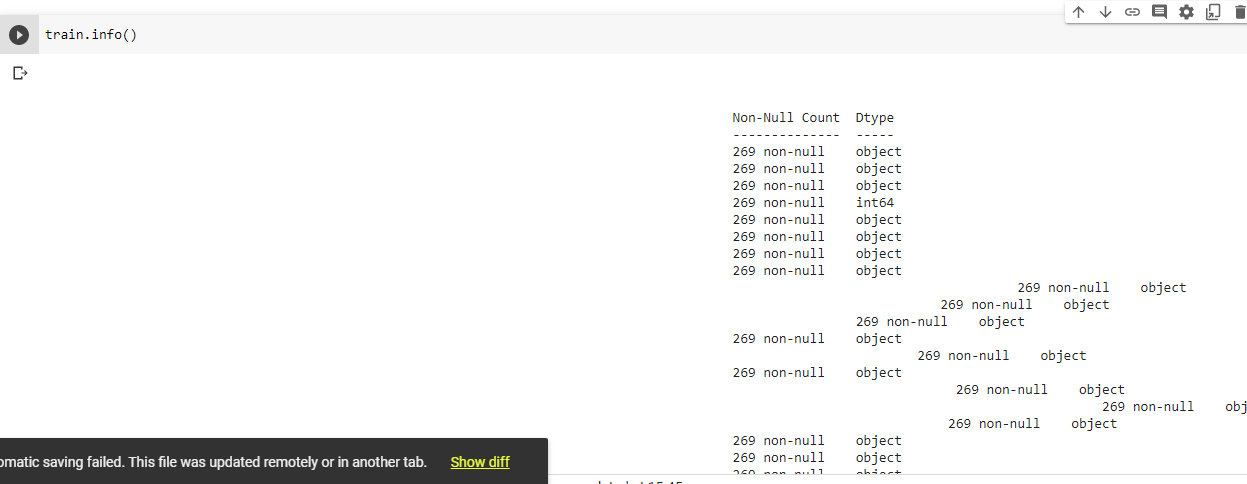 train.info()
Non-Null Count Dtype
-------------- -----
269 non-null object
269 non-null object
269 non-null object
269 non-null int64
269 non-null object
269 non-null object
269 non-null object
269 non-null object
269 non-null object
269 non-null object
269 non-null object
269 non-null object
269 non-null object
269 non-null object
269 non-null object
269 non-null obj
269 non-null object
269 non-null object
269 non-null object
269 non-null object
omatic saving failed. This file was updated remotely or in another tab. Show diff